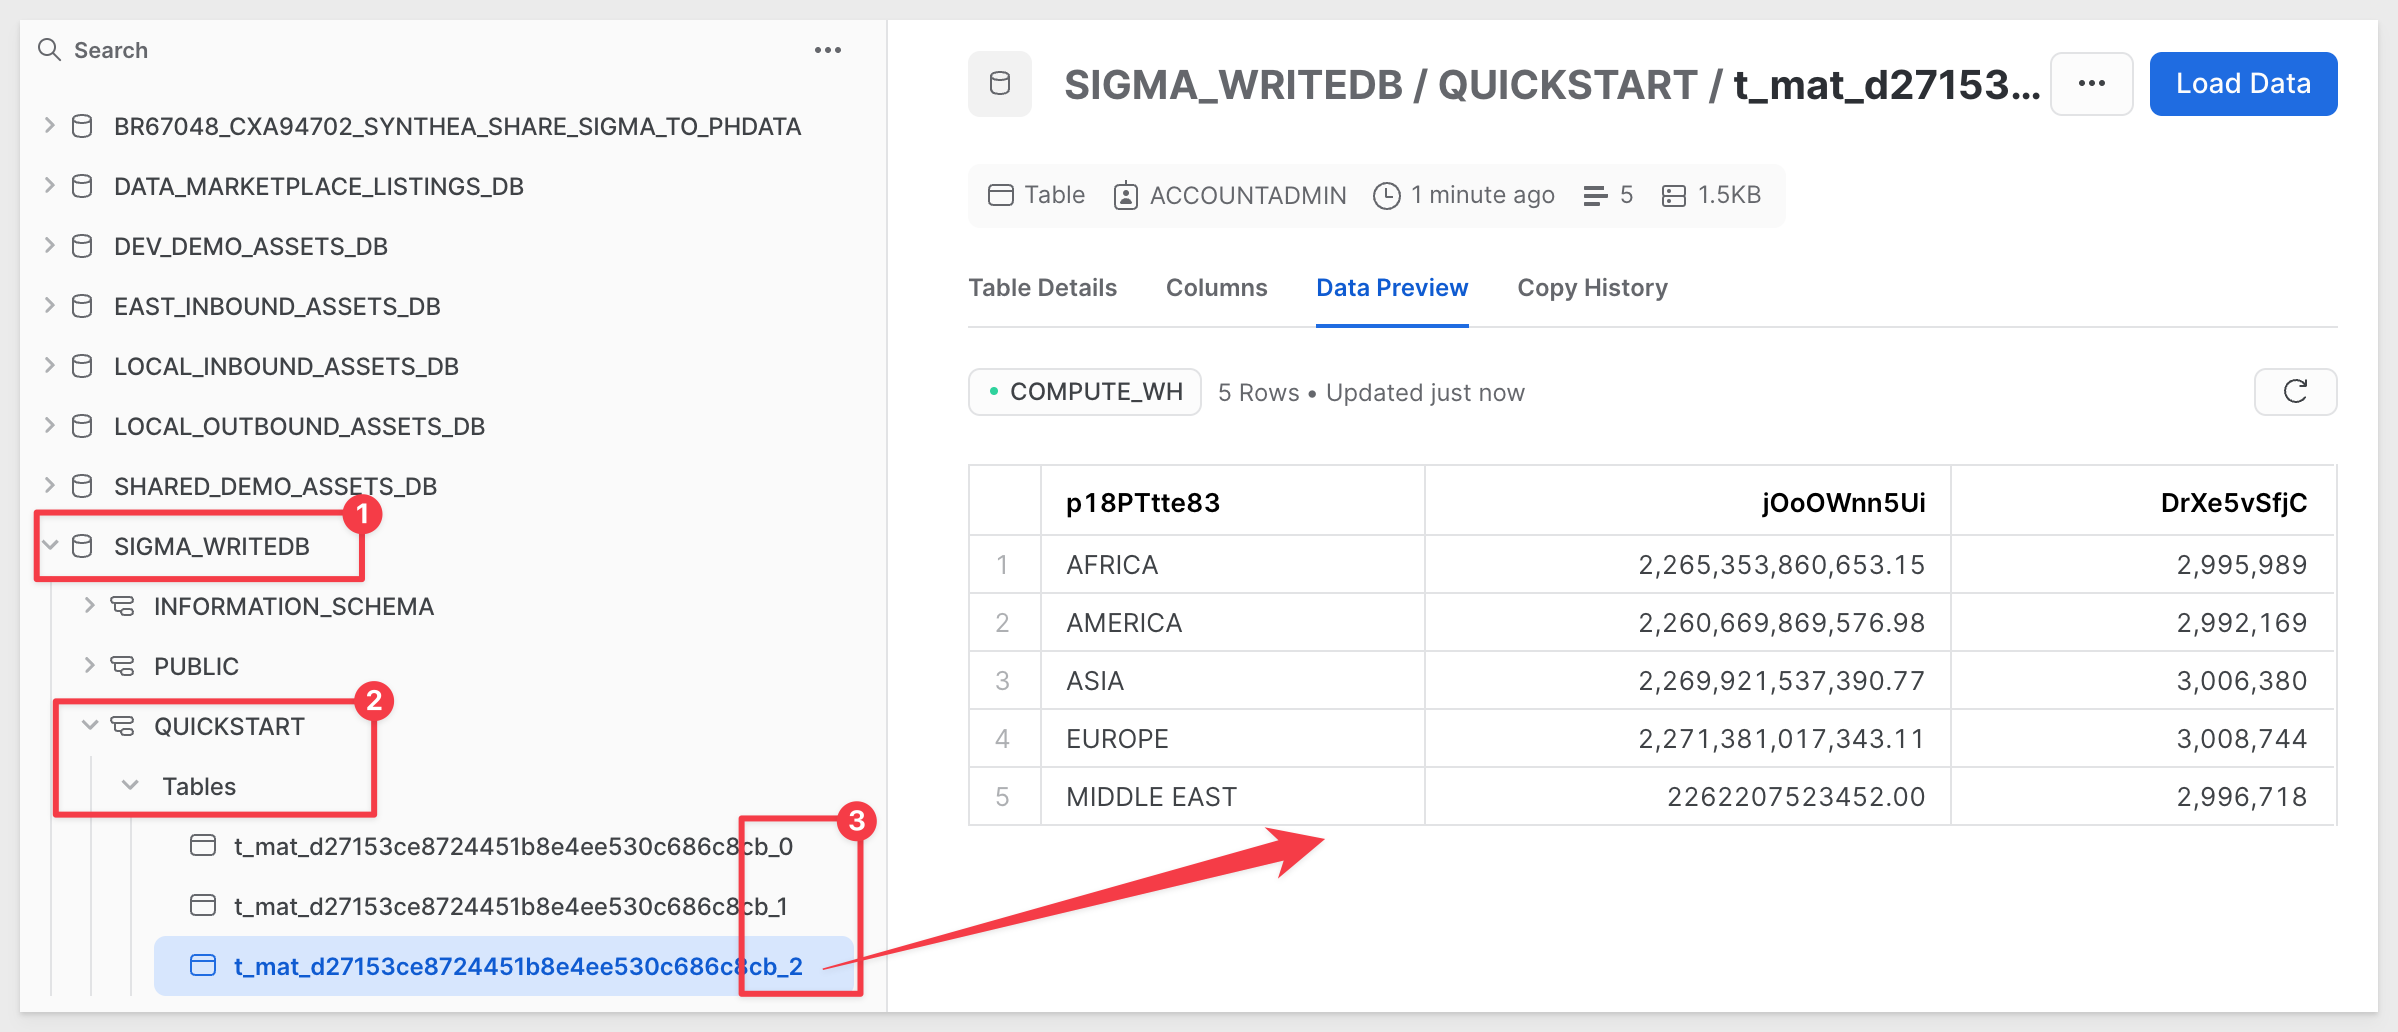 Search
BR67048_CXA94702_SYNTHEA_SHARE_SIGMA_TO_PHDATA
DATA_MARKETPLACE_LISTINGS_DB
DEV_DEMO_ASSETS_DB
EAST_INBOUND_ASSETS_DB
LOCAL_INBOUND_ASSETS_DB
LOCAL_OUTBOUND_ASSETS_DB
SHARED_DEMO_ASSETS_DB
1
SIGMA_WRITEDB
INFORMATION_SCHEMA
PUBLIC
2
QUICKSTART
Tables
3
t_mat_d27153ce8724451b8e4ee530c686c8cb_0
t_mat_d27153ce8724451b8e4ee530c686c8cb_1
t_mat_d27153ce8724451b8e4ee530c686c8cb_2
SIGMA_WRITEDB / QUICKSTART / t_mat_d27153... ... Load Data
Table ACCOUNTADMIN 1 minute ago 5 1.5KB
Table Details Columns Data Preview Copy History
COMPUTE_WH 5 Rows • Updated just now
p18PTtte83 jOoOWnn5Ui DrXe5vSfjC
1 AFRICA 2,265,353,860,653.15 2,995,989
2 AMERICA 2,260,669,869,576.98 2,992,169
3 ASIA 2,269,921,537,390.77 3,006,380
4 EUROPE 2,271,381,017,343.11 3,008,744
5 MIDDLE EAST 2262207523452.00 2,996,718